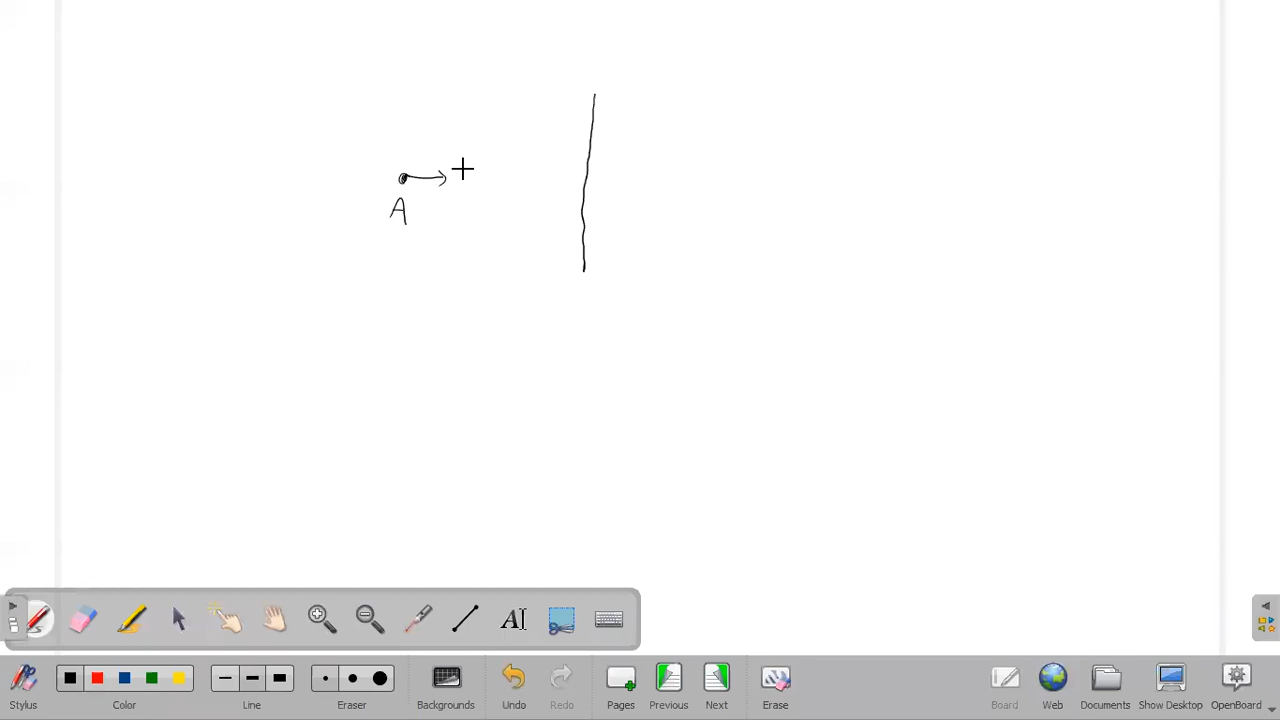 A
Stylus
Color
Line
Eraser
Backgrounds
Undo
Redo
Pages
Previous
Next
Erase
Board
Web
Documents
Show Desktop
OpenBoard